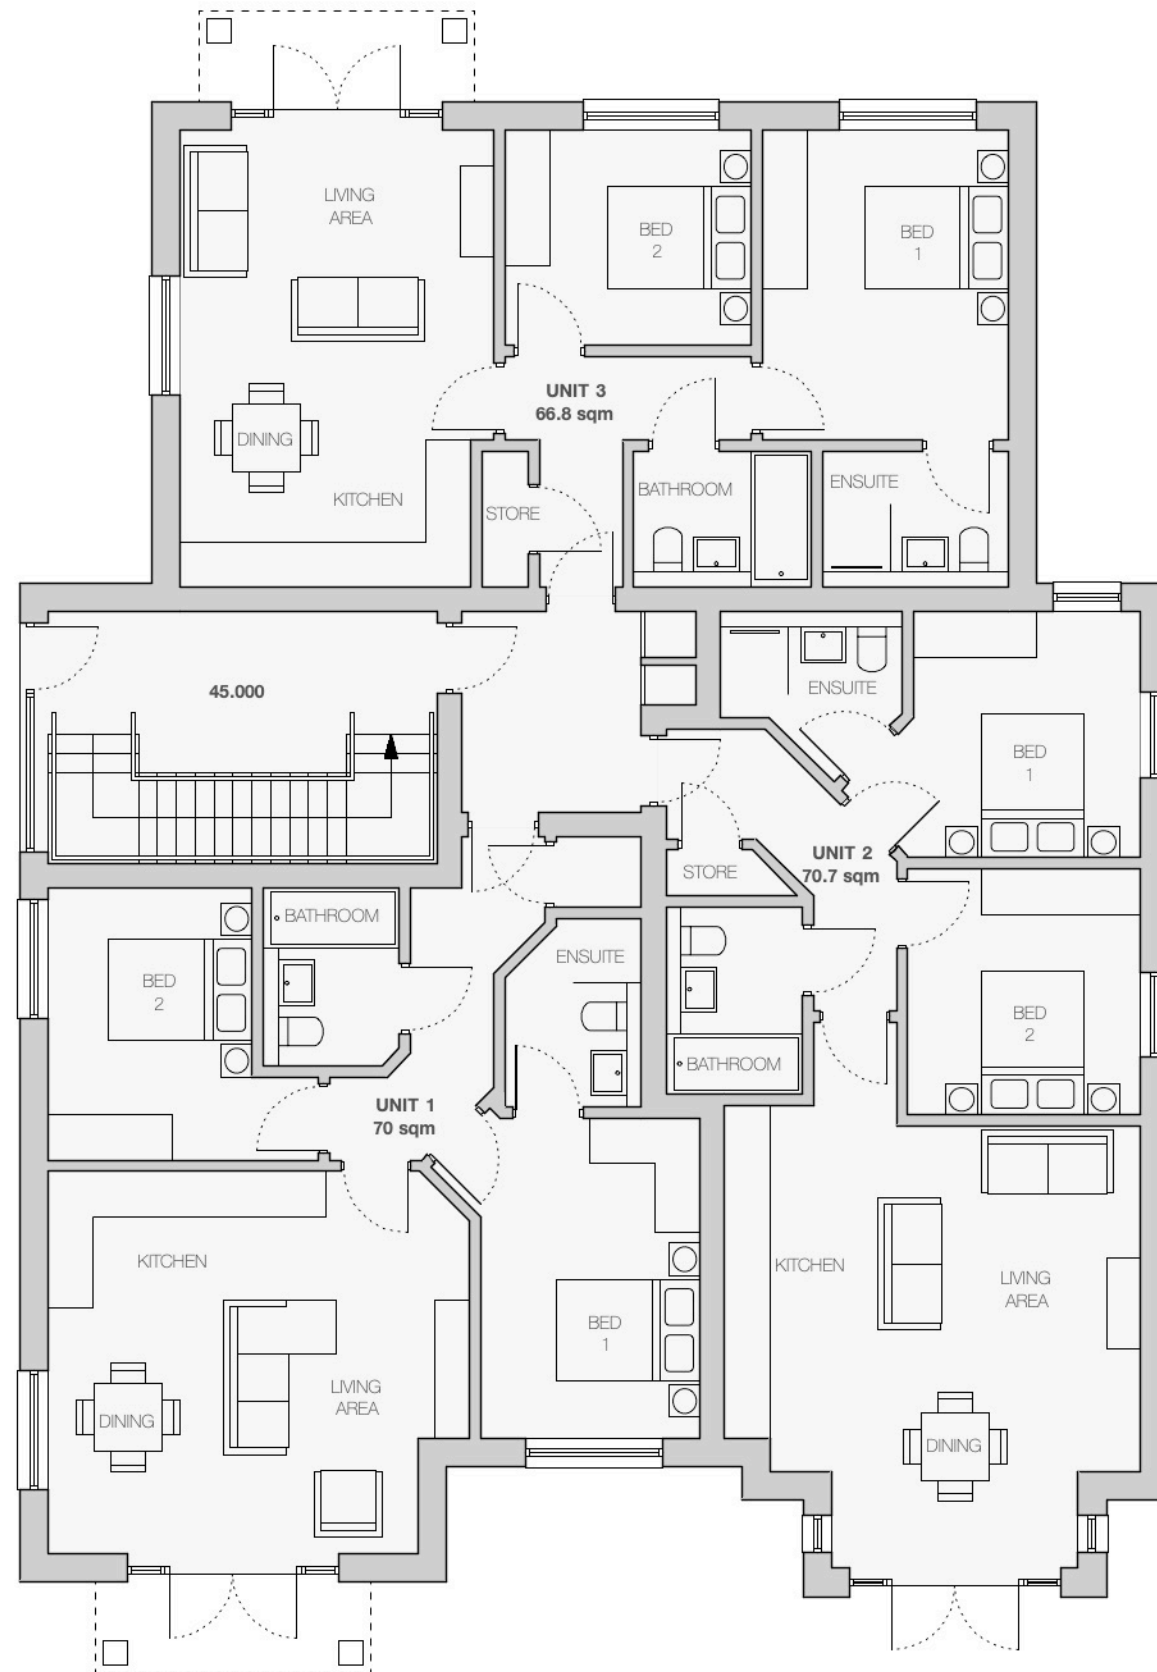 LIVING
AREA
BED
2
BED
1
UNIT 3
66.8 sqm
DINING
KITCHEN
STORE
BATHROOM
ENSUITE
45.000
ENSUITE
BED
1
UNIT 2
70.7 sqm
STORE
BATHROOM
ENSUITE
BED
2
BED
2
BATHROOM
UNIT 1
70 sqm
KITCHEN
KITCHEN
LIVING
AREA
BED
1
LIVING
AREA
DINING
DINING